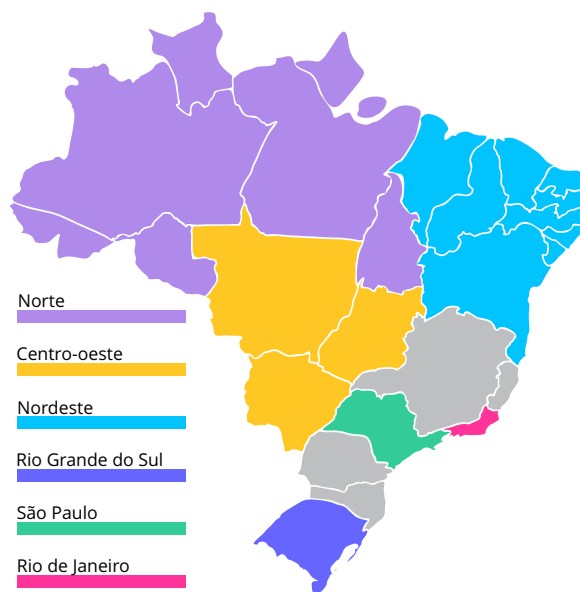 Norte
Centro-oeste
Nordeste
Rio Grande do Sul
São Paulo
Rio de Janeiro